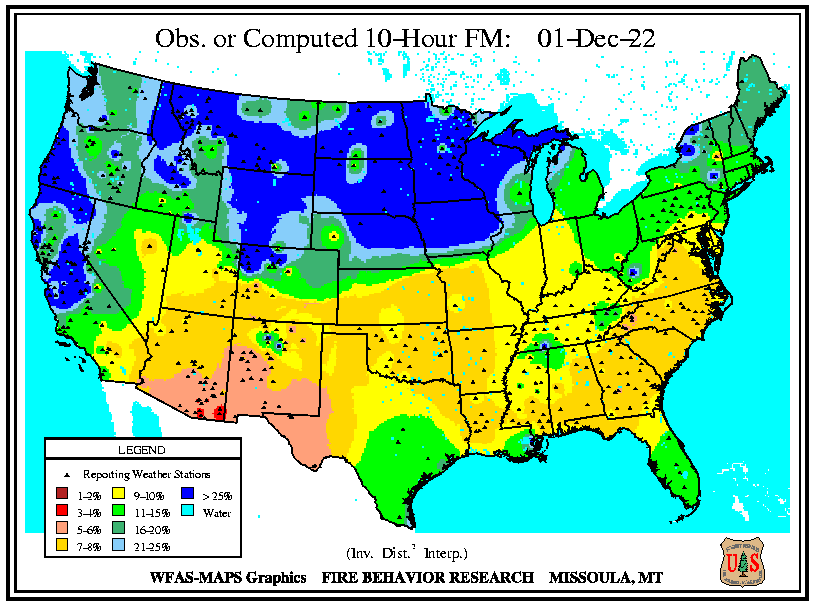 Obs. or Computed 10-Hour FM: 01-Dec-22
LEGEND
Reporting Weather Stations
1-2% 9-10% > 25%
3-4% 11-15% Water
5-6% 16-20%
7-8% 21-25%
(Inv. Dist.² Interp.)
WFAS-MAPS Graphics FIRE BEHAVIOR RESEARCH MISSOULA, MT
U S